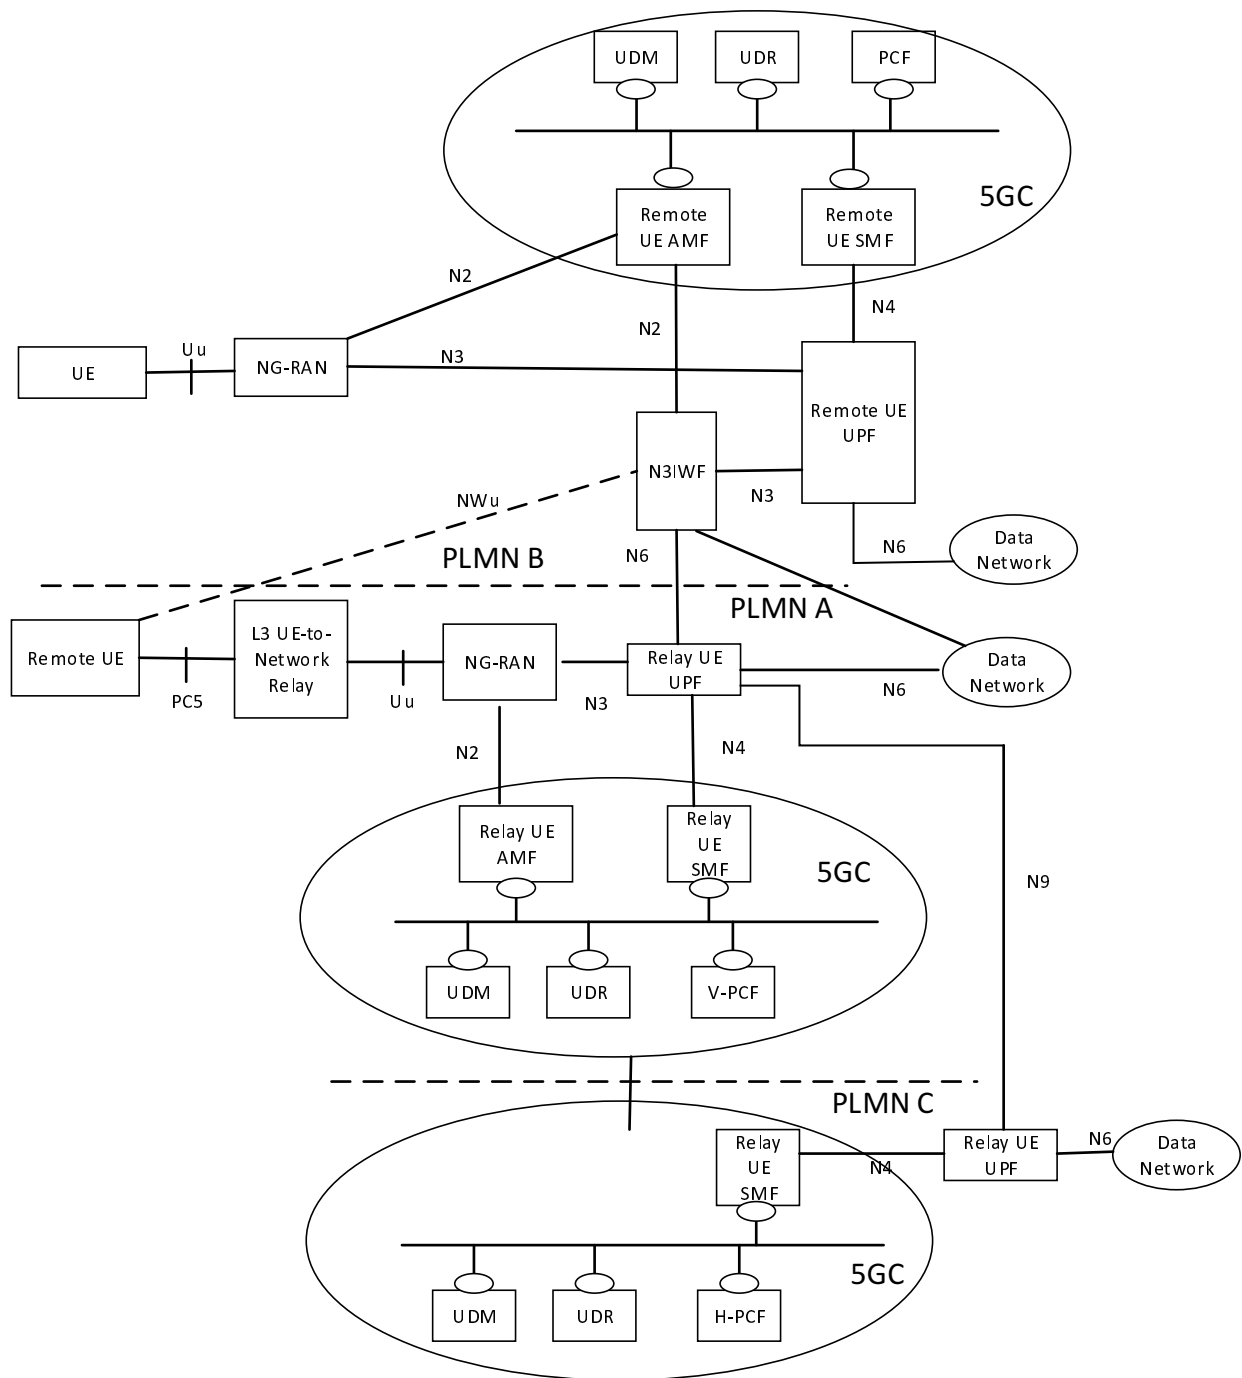 UDM
UDR
PCF
5GC
Remote
UE AMF
Remote
UE SMF
N2
N4
N2
Uu
N3
UE
NG-RAN
Remote UE
UPF
N3IWF
NWu
N3
Data
Network
N6
N6
PLMN B
PLMN A
L3 UE-to-
Network
Relay
Remote UE
NG-RAN
Relay UE
UPF
Data
Network
PC5
Uu
N3
N6
N2
N4
Relay UE
AMF
Relay
UE
SMF
5GC
N9
UDM
UDR
V-PCF
PLMN C
Relay
UE
SMF
N4
Relay UE
UPF
N6
Data
Network
5GC
UDM
UDR
H-PCF